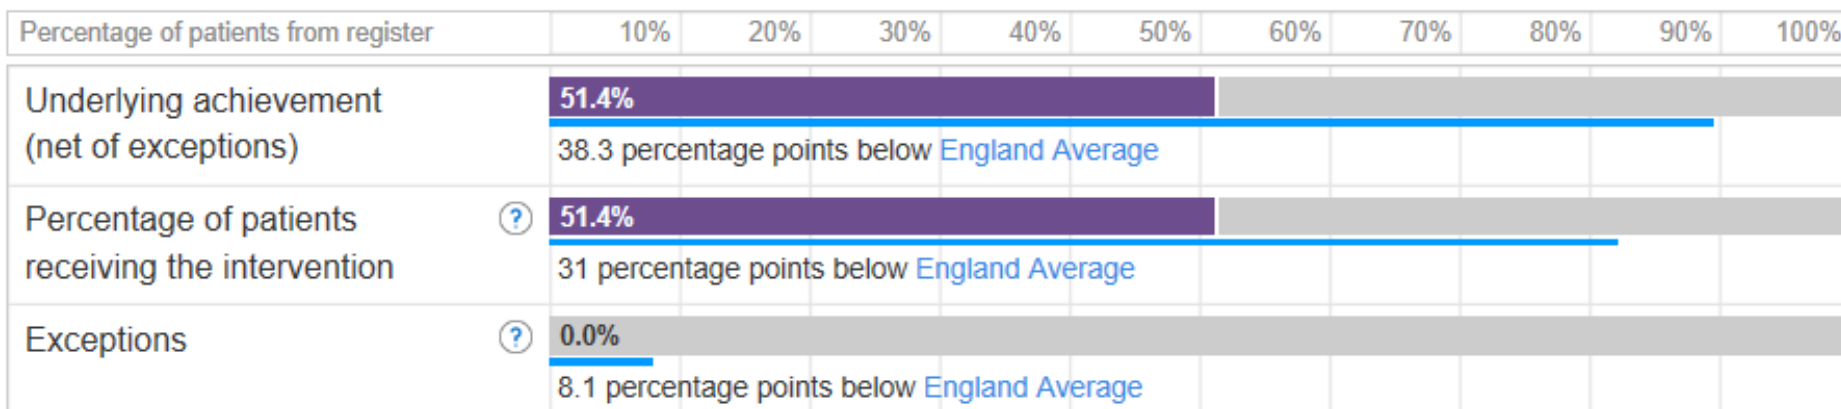 Percentage of patients from register 10% 20% 30% 40% 50% 60% 70% 80% 90% 100%
Underlying achievement
(net of exceptions)
51.4%
38.3 percentage points below England Average
Percentage of patients
receiving the intervention
?
51.4%
31 percentage points below England Average
Exceptions
?
0.0%
8.1 percentage points below England Average